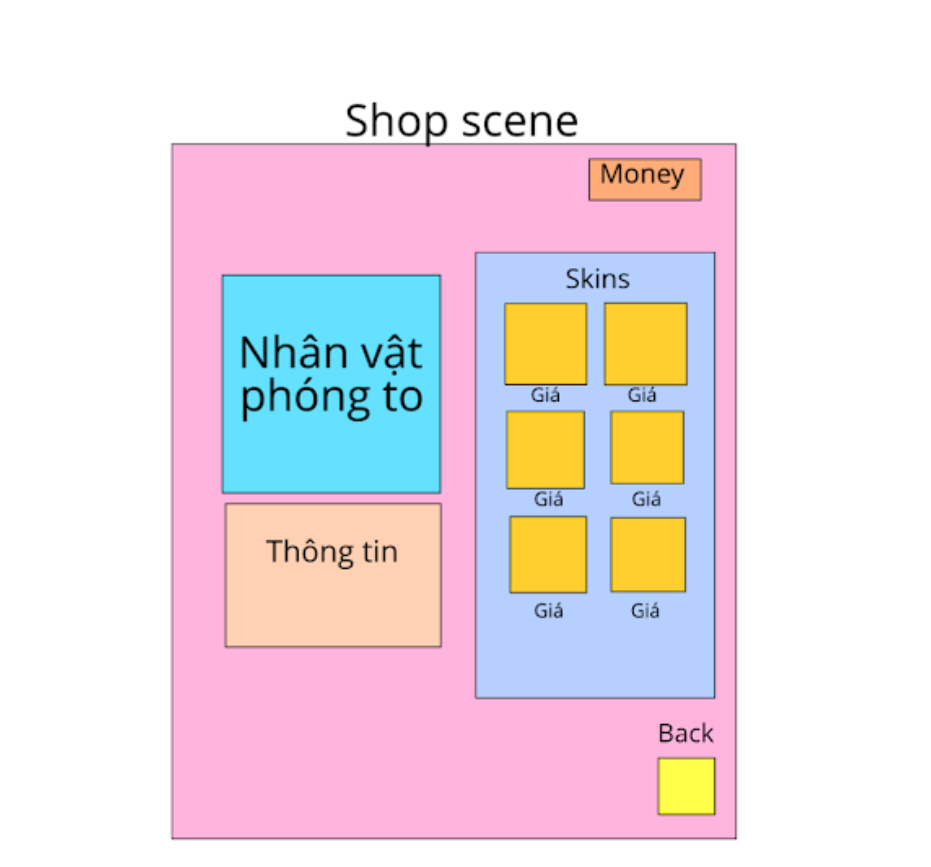 Shop scene
Money
Nhân vật
phóng to
Thông tin
Skins
Giá Giá
Giá Giá
Giá Giá
Back